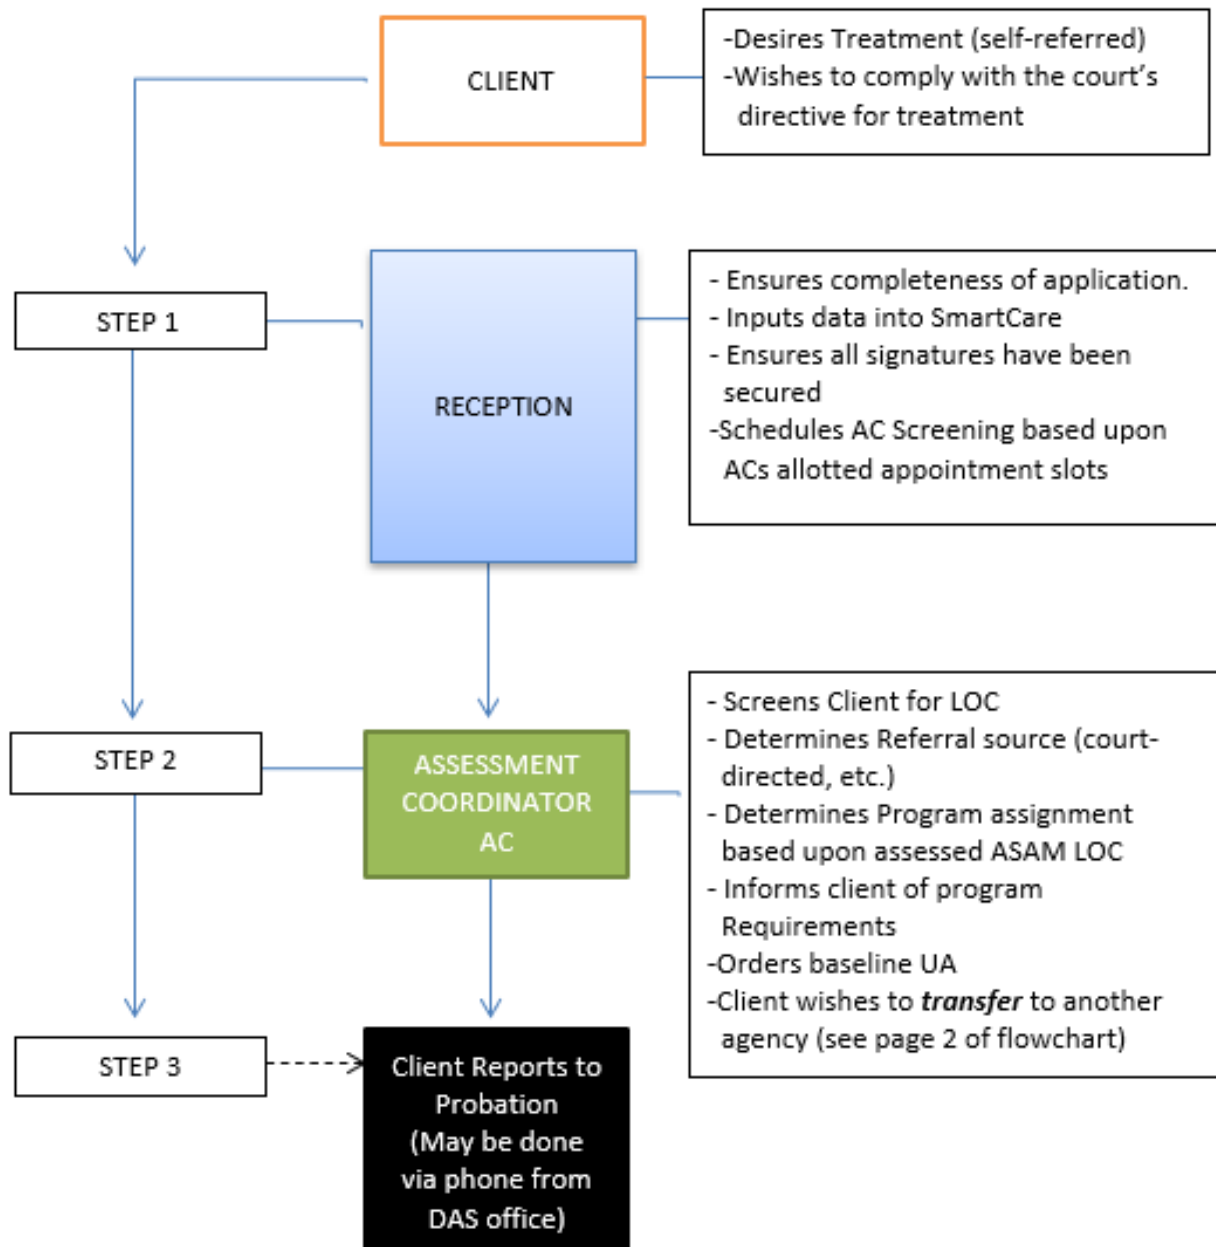 CLIENT
-Desires Treatment (self-referred)
-Wishes to comply with the court's
directive for treatment
STEP 1
RECEPTION
- Ensures completeness of application.
- Inputs data into SmartCare
- Ensures all signatures have been
secured
-Schedules AC Screening based upon
ACs allotted appointment slots
STEP 2
ASSESSMENT
COORDINATOR
AC
- Screens Client for LOC
- Determines Referral source (court-
directed, etc.)
- Determines Program assignment
based upon assessed ASAM LOC
- Informs client of program
Requirements
-Orders baseline UA
-Client wishes to transfer to another
agency (see page 2 of flowchart)
STEP 3
Client Reports to
Probation
(May be done
via phone from
DAS office)